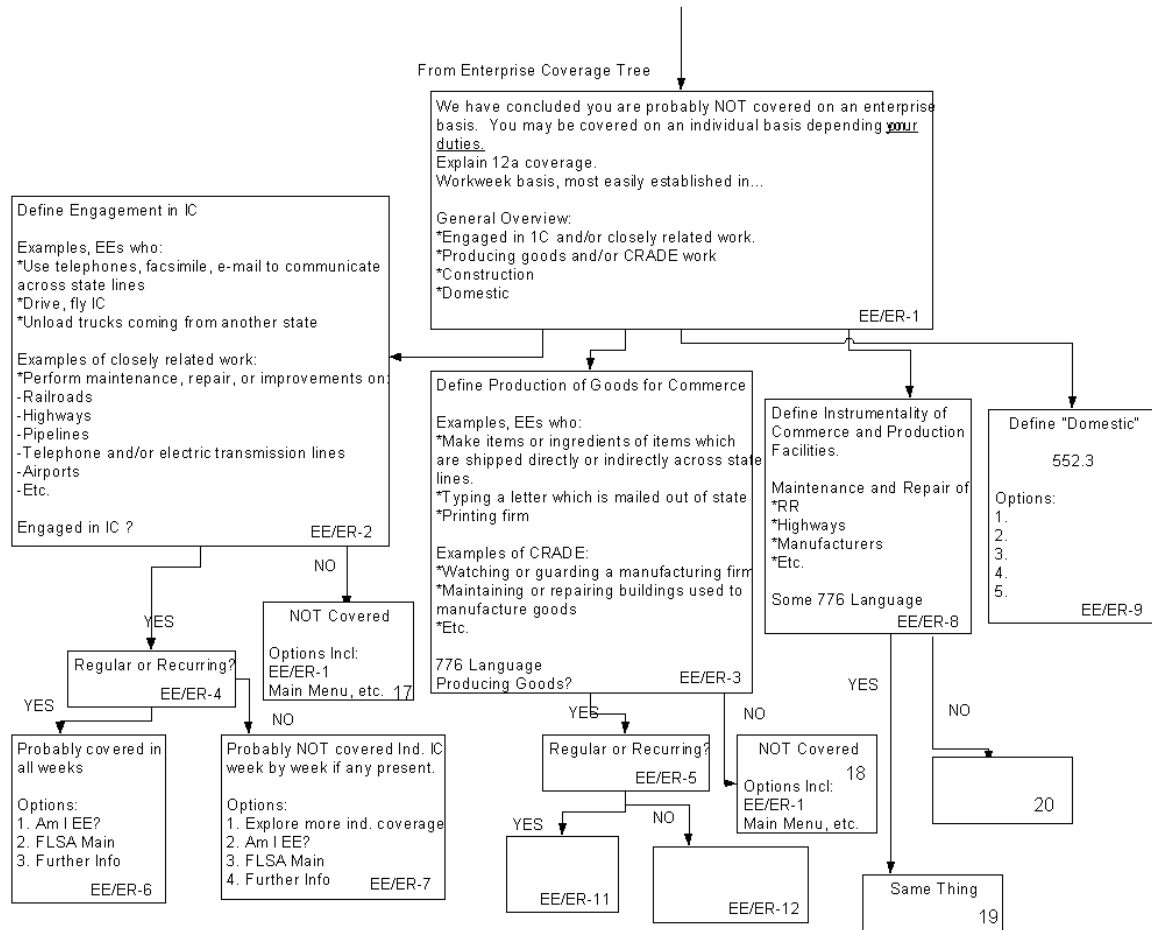 From Enterprise Coverage Tree
We have concluded you are probably NOT covered on an enterprise
basis. You may be covered on an individual basis depending your
duties.
Explain 12a coverage.
Workweek basis, most easily established in...
General Overview:
*Engaged in 1C and/or closely related work.
*Producing goods and/or CRADE work
*Construction
*Domestic
EE/ER-1
Define Engagement in IC
Examples, EEs who:
*Use telephones, facsimile, e-mail to communicate
across state lines
*Drive, fly IC
*Unload trucks coming from another state
Examples of closely related work:
*Perform maintenance, repair, or improvements on:
-Railroads
-Highways
-Pipelines
-Telephone and/or electric transmission lines
-Airports
-Etc.
Engaged in IC ?
EE/ER-2
Define Production of Goods for Commerce
Examples, EEs who:
*Make items or ingredients of items which
are shipped directly or indirectly across state
lines.
*Typing a letter which is mailed out of state
*Printing firm
Examples of CRADE:
*Watching or guarding a manufacturing firm
*Maintaining or repairing buildings used to
manufacture goods
*Etc.
776 Language
Producing Goods?
EE/ER-3
Define Instrumentality of
Commerce and Production
Facilities.
Maintenance and Repair of
*RR
*Highways
*Manufacturers
*Etc.
Some 776 Language
EE/ER-8
Define "Domestic"
552.3
Options:
1.
2.
3.
4.
5.
EE/ER-9
YES
NO
NOT Covered
Options Incl:
EE/ER-1
Main Menu, etc. 17
Regular or Recurring?
EE/ER-4
YES
NO
Probably covered in
all weeks
Options:
1. Am I EE?
2. FLSA Main
3. Further Info
EE/ER-6
Probably NOT covered Ind. IC
week by week if any present.
Options:
1. Explore more ind. coverage
2. Am I EE?
3. FLSA Main
4. Further Info
EE/ER-7
YES
NO
Regular or Recurring?
EE/ER-5
NOT Covered
18
Options Incl:
EE/ER-1
Main Menu, etc.
YES
NO
EE/ER-11
EE/ER-12
YES
NO
20
Same Thing
19